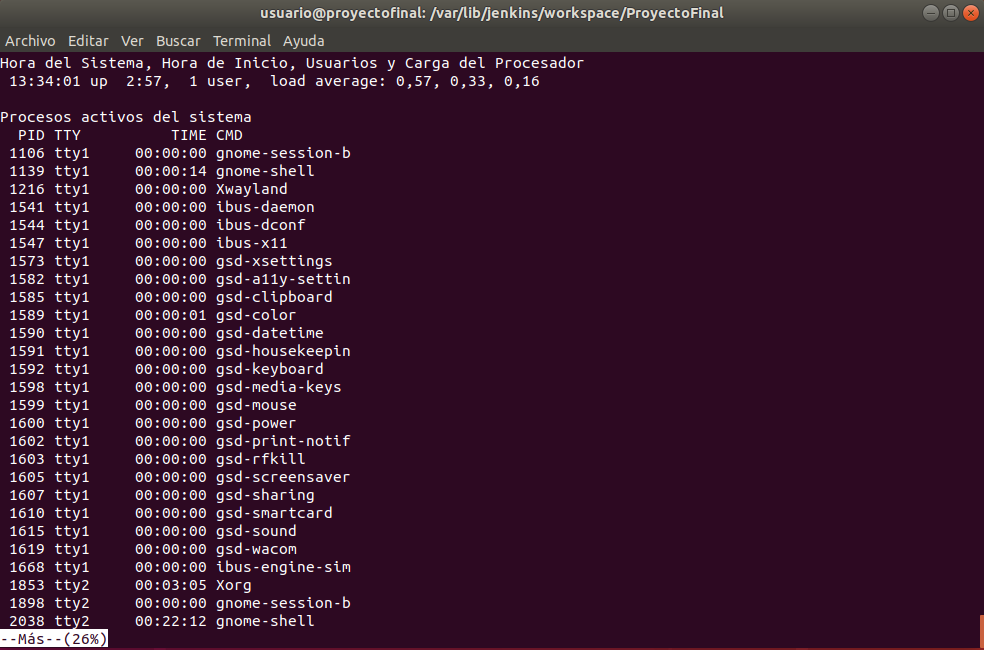 usuario@proyectofinal: /var/lib/jenkins/workspace/ProyectoFinal
Archivo Editar Ver Buscar Terminal Ayuda
Hora del Sistema, Hora de Inicio, Usuarios y Carga del Procesador
 13:34:01 up  2:57,  1 user,  load average: 0,57, 0,33, 0,16
Procesos activos del sistema
  PID TTY          TIME CMD
 1106 tty1     00:00:00 gnome-session-b
 1139 tty1     00:00:14 gnome-shell
 1216 tty1     00:00:00 Xwayland
 1541 tty1     00:00:00 ibus-daemon
 1544 tty1     00:00:00 ibus-dconf
 1547 tty1     00:00:00 ibus-x11
 1573 tty1     00:00:00 gsd-xsettings
 1582 tty1     00:00:00 gsd-a11y-settin
 1585 tty1     00:00:00 gsd-clipboard
 1589 tty1     00:00:01 gsd-color
 1590 tty1     00:00:00 gsd-datetime
 1591 tty1     00:00:00 gsd-housekeepin
 1592 tty1     00:00:00 gsd-keyboard
 1598 tty1     00:00:00 gsd-media-keys
 1599 tty1     00:00:00 gsd-mouse
 1600 tty1     00:00:00 gsd-power
 1602 tty1     00:00:00 gsd-print-notif
 1603 tty1     00:00:00 gsd-rfkill
 1605 tty1     00:00:00 gsd-screensaver
 1607 tty1     00:00:00 gsd-sharing
 1610 tty1     00:00:00 gsd-smartcard
 1615 tty1     00:00:00 gsd-sound
 1619 tty1     00:00:00 gsd-wacom
 1668 tty1     00:00:00 ibus-engine-sim
 1853 tty2     00:03:05 Xorg
 1898 tty2     00:00:00 gnome-session-b
 2038 tty2     00:22:12 gnome-shell
--Más--(26%)